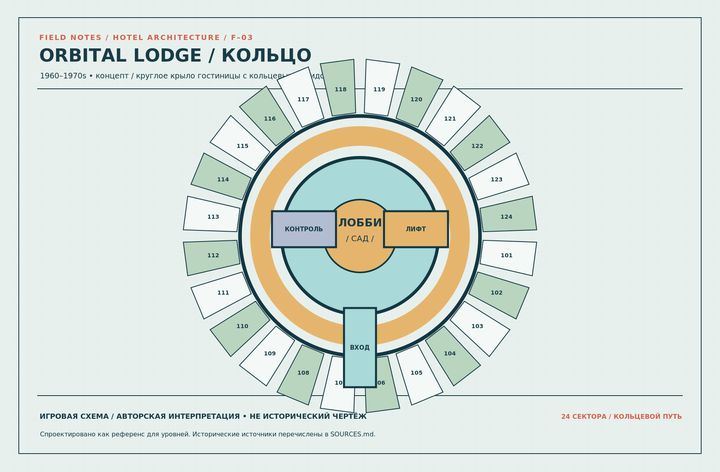 FIELD NOTES / HOTEL ARCHITECTURE / F-03
ORBITAL LODGE / КОЛЬЦО
1960–1970s • концепт / круглое крыло гостиницы с
118
119
117
120
116
121
115
122
114
123
113
124
КОНТРОЛЬ
ЛОББИ
/ САД /
ЛИФТ
112
101
111
102
110
103
109
104
108
105
ВХОД
ИГРОВАЯ СХЕМА / АВТОРСКАЯ ИНТЕРПРЕТАЦИЯ • НЕ ИСТОРИЧЕСКИЙ ЧЕРТЕЖ
24 СЕКТОРА / КОЛЬЦЕВОЙ ПУТЬ
Спроектировано как референс для уровней. Исторические источники перечислены в SOURCES.md.